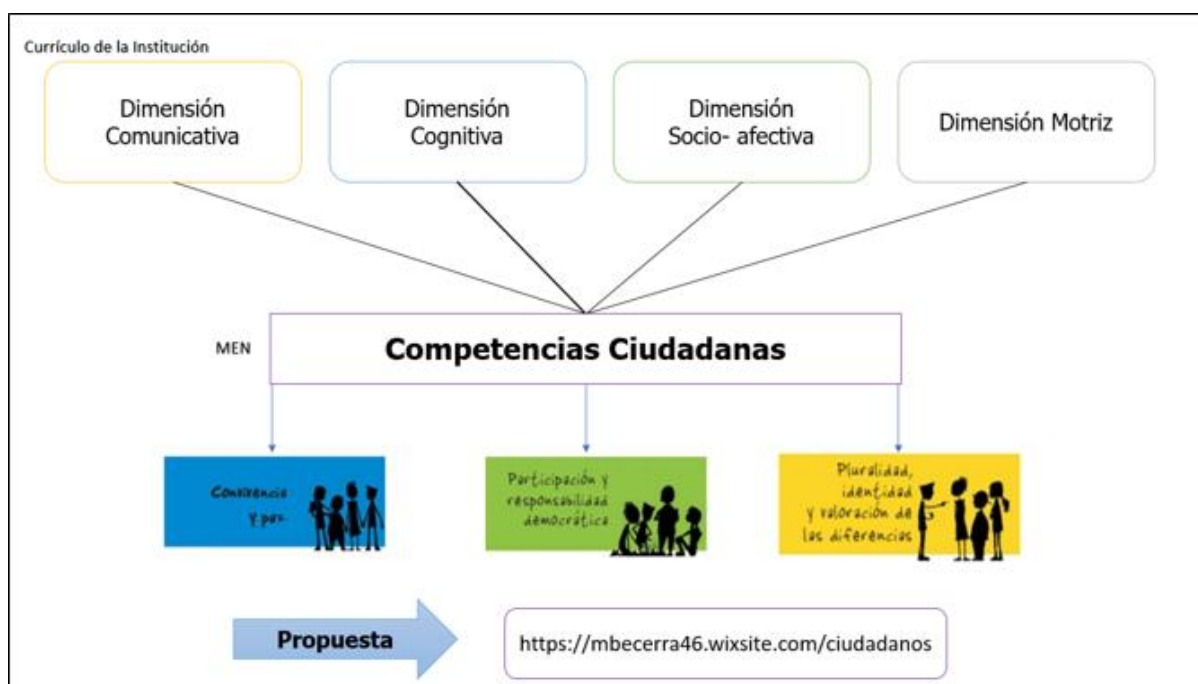 Currículo de la Institución
Dimensión
Comunicativa
Dimensión
Cognitiva
Dimensión
Socio- afectiva
Dimensión Motriz
MEN
Competencias Ciudadanas
Convivencia
y paz
Participación y
responsabilidad
democrática
Pluralidad,
identidad
y valoración de
las diferencias
Propuesta
https://mbecerra46.wixsite.com/ciudadanos